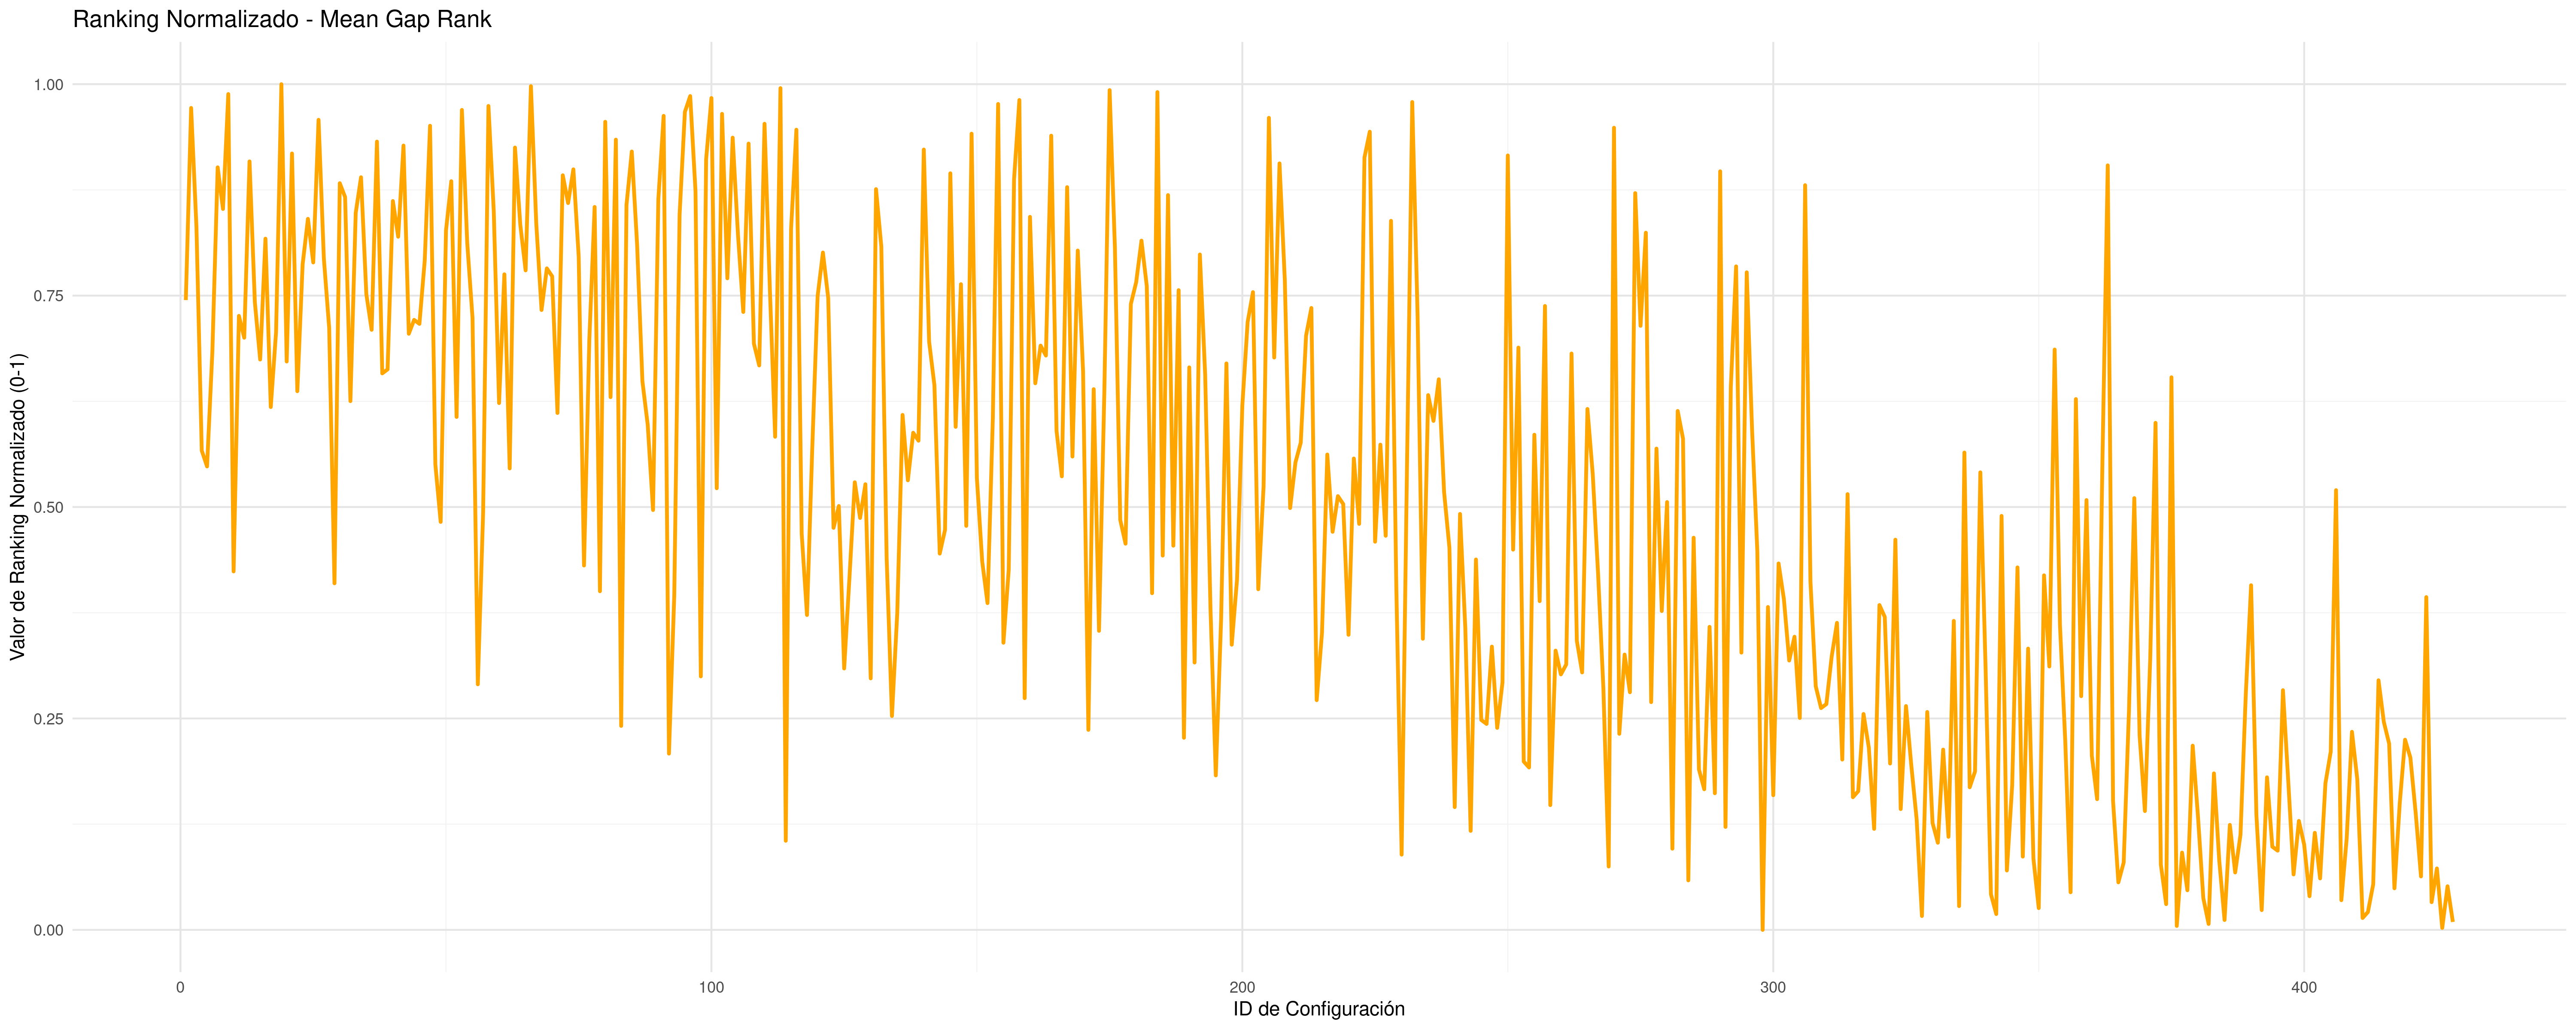 Ranking Normalizado - Mean Gap Rank
Valor de Ranking Normalizado (0-1)
1.00
0.75
0.50
0.25
0.00
0 100 200 300 400
ID de Configuración